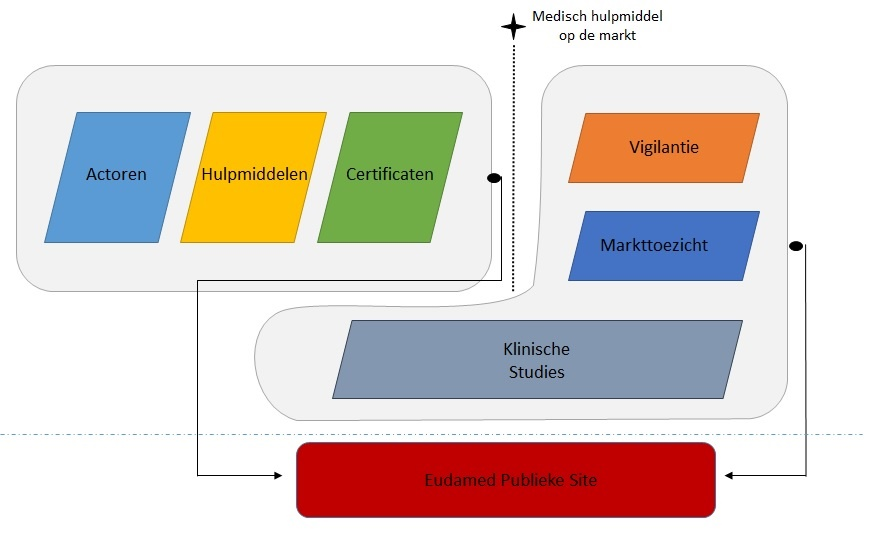 Medisch hulpmiddel
op de markt
Actoren
Hulpmiddelen
Certificaten
Vigilantie
Markttoezicht
Klinische
Studies
Eudamed Publieke Site